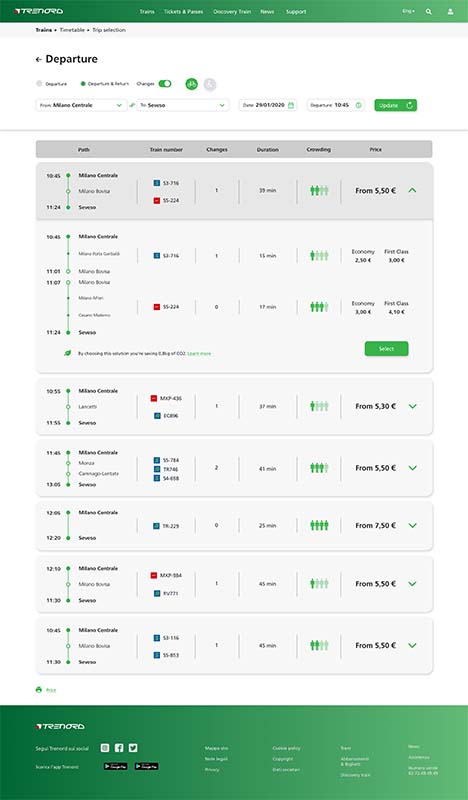 TRENORD Trains Tickets & Passes Discovery Train News Support Eng
Trains • Timetable • Trip selection
Departure
Departure Departure & Return Changes
From: Milano Centrale To: Seveso Date: 29/01/2020 Departure: 10:45 Update
Path Train number Changes Duration Crowding Price
10:45 Milano Centrale
S3-716
Milano Bovisa 1 39 min From 5,50 €
S5-224
11:24 Seveso
10:45 Milano Centrale
Milano Porta Garibaldi S3-716 1 15 min Economy First Class
2,50 € 3,00 €
11:01 Milano Bovisa
11:07 Milano Bovisa
Milano Affori S5-224 0 17 min Economy First Class
Cesano Maderno 3,00 € 4,10 €
11:24 Seveso
By choosing this solution you're saving 0,8kg of CO2. Learn more Select
10:55 Milano Centrale
MXP-436
Lancetti 1 37 min From 5,30 €
EC896
11:55 Seveso
11:45 Milano Centrale
S5-784
Monza
TR746 2 41 min From 5,50 €
Camnago-Lentate
S4-658
13:05 Seveso
12:05 Milano Centrale
TR-229 0 25 min From 7,50 €
12:20 Seveso
12:10 Milano Centrale
MXP-984
Milano Bovisa 1 45 min From 5,50 €
RV771
11:30 Seveso
10:45 Milano Centrale
S3-116
Milano Bovisa 1 45 min From 5,50 €
S5-853
11:30 Seveso
Print
TRENORD
Segui Trenord sui social Mappa sito Cookie policy Treni News
Note legali Copyright Abbonamenti & Biglietti Assistenza
Scarica l'app Trenord Google Play Google Play Privacy Dati societari Discovery train Numero verde
02-72.49.49.49